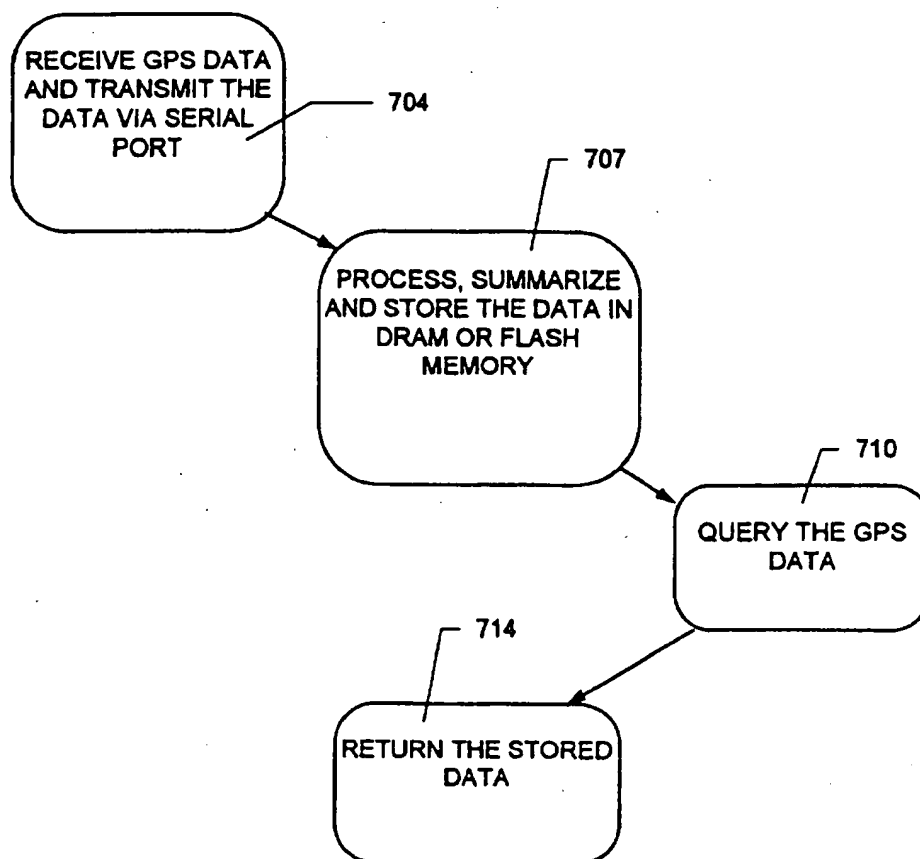 RECEIVE GPS DATA
AND TRANSMIT THE
DATA VIA SERIAL
PORT
704
707
PROCESS, SUMMARIZE
AND STORE THE DATA IN
DRAM OR FLASH
MEMORY
710
QUERY THE GPS
DATA
714
RETURN THE STORED
DATA